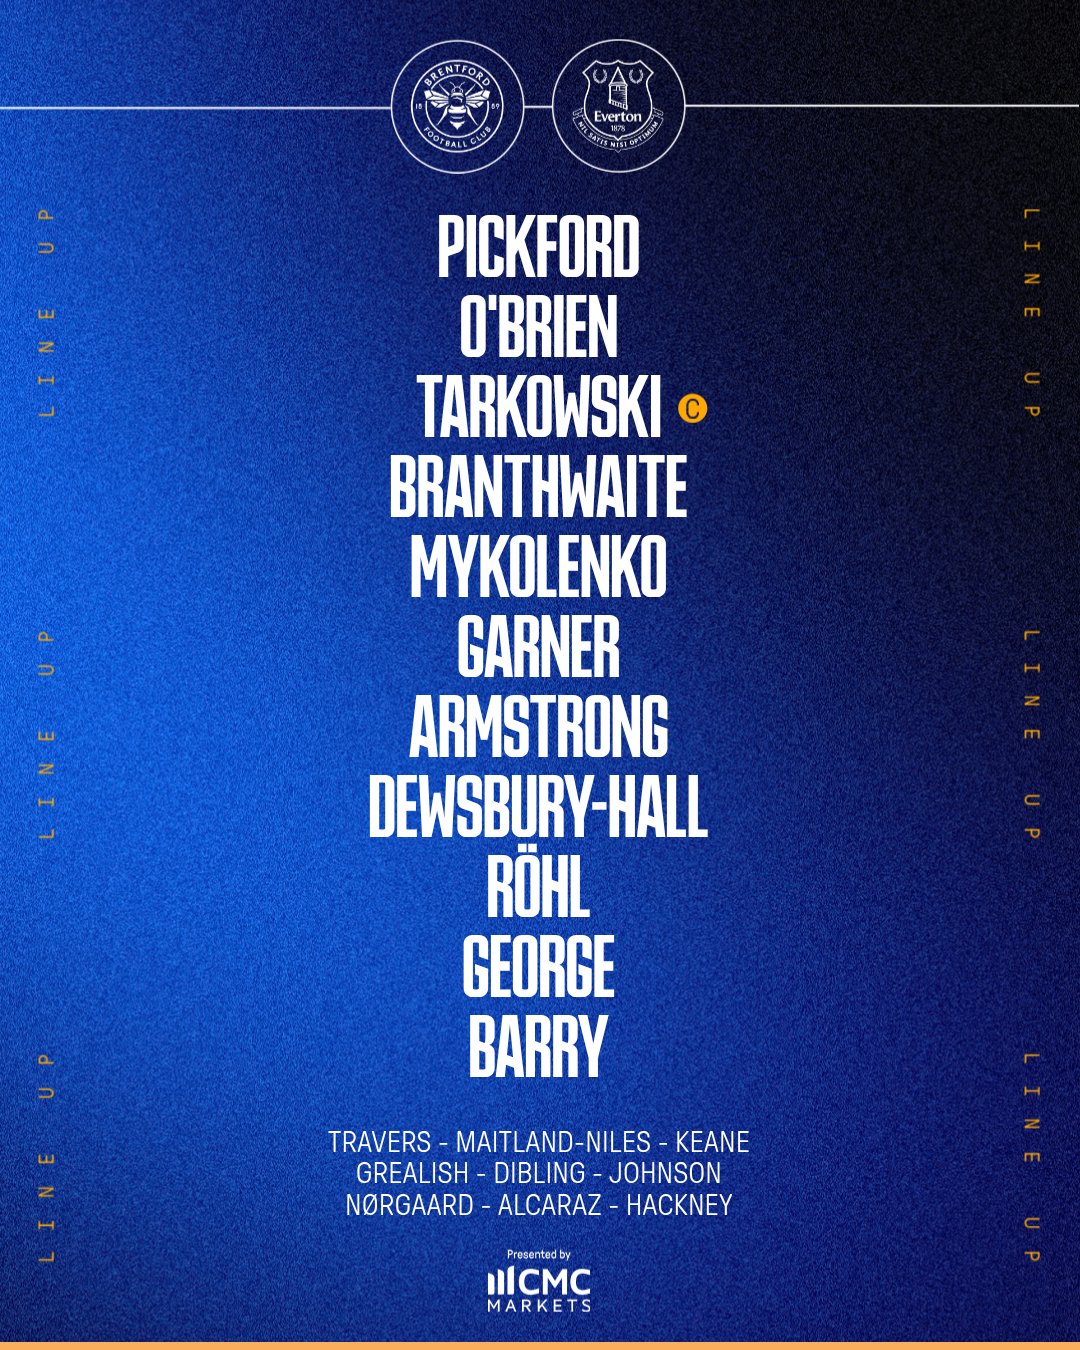 BRENTFORD
18 89
FOOTBALL CLUB
Everton
1878
NIL SATIS NISI OPTIMUM
LINE UP
LINE UP
PICKFORD
O'BRIEN
TARKOWSKI C
BRANTHWAITE
MYKOLENKO
LINE UP
LINE UP
GARNER
ARMSTRONG
DEWSBURY-HALL
RÖHL
GEORGE
BARRY
LINE UP
LINE UP
TRAVERS - MAITLAND-NILES - KEANE
GREALISH - DIBLING - JOHNSON
NØRGAARD - ALCARAZ - HACKNEY
Presented by
CMC
MARKETS